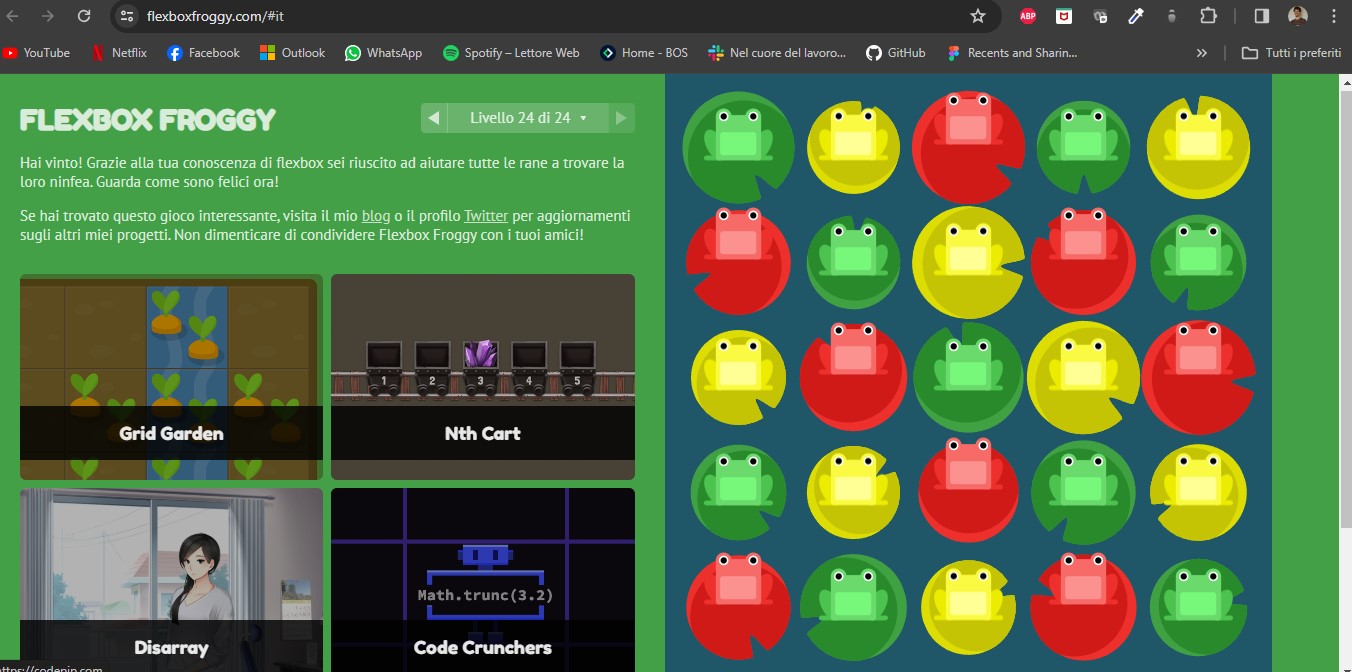 flexboxfroggy.com/#it
ABP
YouTube
Netflix
Facebook
Outlook
WhatsApp
Spotify – Lettore Web
Home - BOS
Nel cuore del lavoro...
GitHub
Recents and Sharin...
»
Tutti i preferiti
FLEXBOX FROGGY
Livello 24 di 24
Hai vinto! Grazie alla tua conoscenza di flexbox sei riuscito ad aiutare tutte le rane a trovare la
loro ninfea. Guarda come sono felici ora!
Se hai trovato questo gioco interessante, visita il mio blog o il profilo Twitter per aggiornamenti
sugli altri miei progetti. Non dimenticare di condividere Flexbox Froggy con i tuoi amici!
1 2 3 4 5
Grid Garden
Nth Cart
Math.trunc(3.2)
Disarray
Code Crunchers